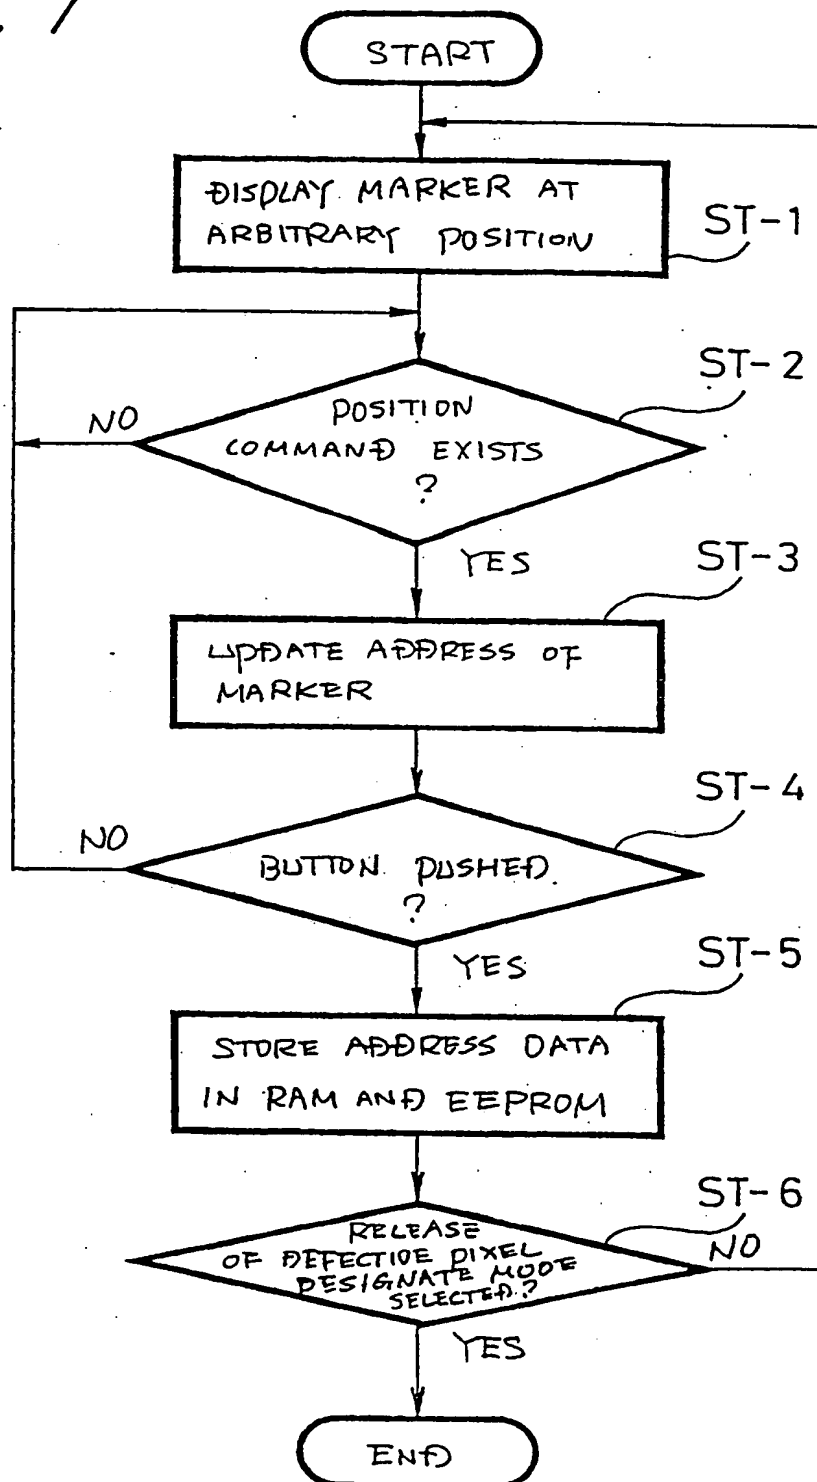 START
DISPLAY MARKER AT
ARBITRARY POSITION
ST-1
ST-2
POSITION
COMMAND EXISTS
?
NO
YES
ST-3
UPDATE ADDRESS OF
MARKER
ST-4
BUTTON PUSHED
?
NO
YES
ST-5
STORE ADDRESS DATA
IN RAM AND EEPROM
ST-6
RELEASE
OF DEFECTIVE PIXEL
DESIGNATE MODE
SELECTED?
NO
YES
END